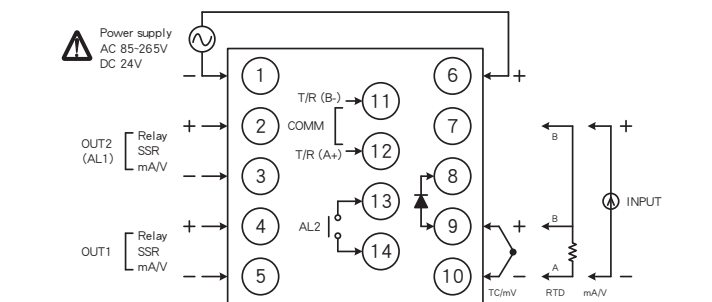 Power supply
AC 85-265V
DC 24V
− 1
6 +
T/R (B-) 11
+ 2
COMM
7
B
+
OUT2
(AL1)
Relay
SSR
mA/V
T/R (A+) 12
− 3
8
13
INPUT
+ 4
AL2
9 +
B
OUT1
Relay
SSR
mA/V
14
− 5
10 −
A
−
TC/mV
RTD
mA/V